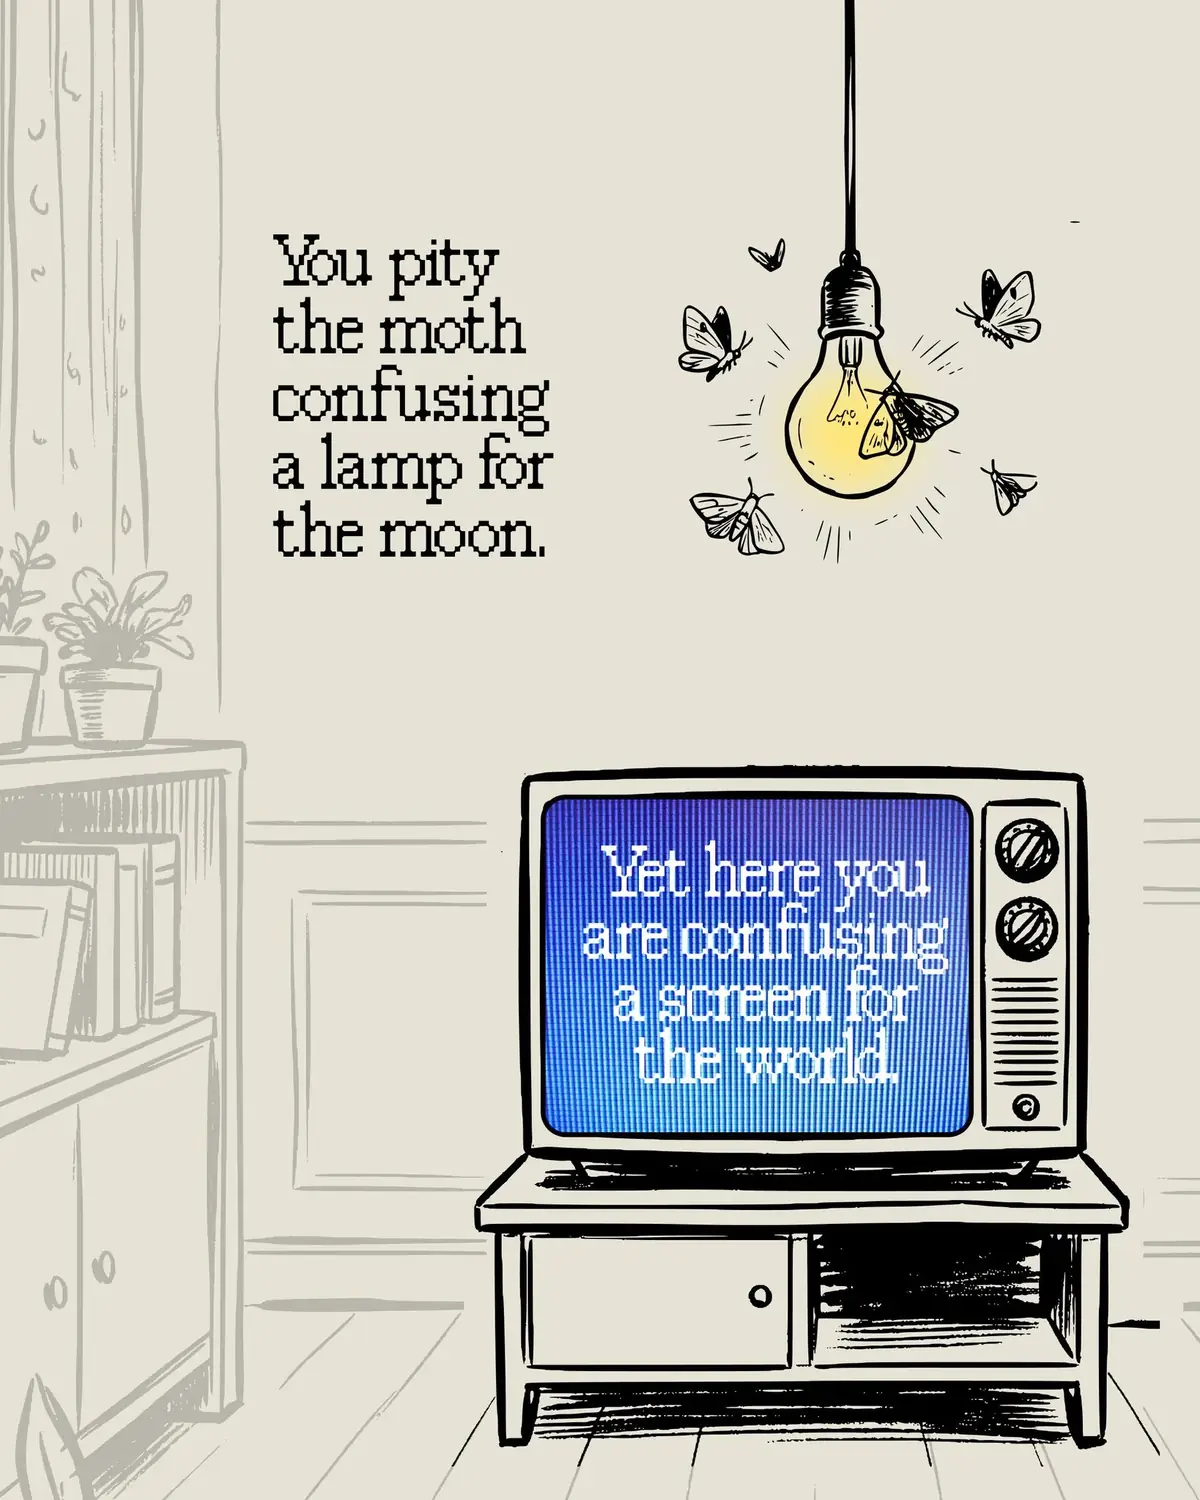 You pity
the moth
confusing
a lamp for
the moon.
Yet here you
are confusing
a screen for
the world.